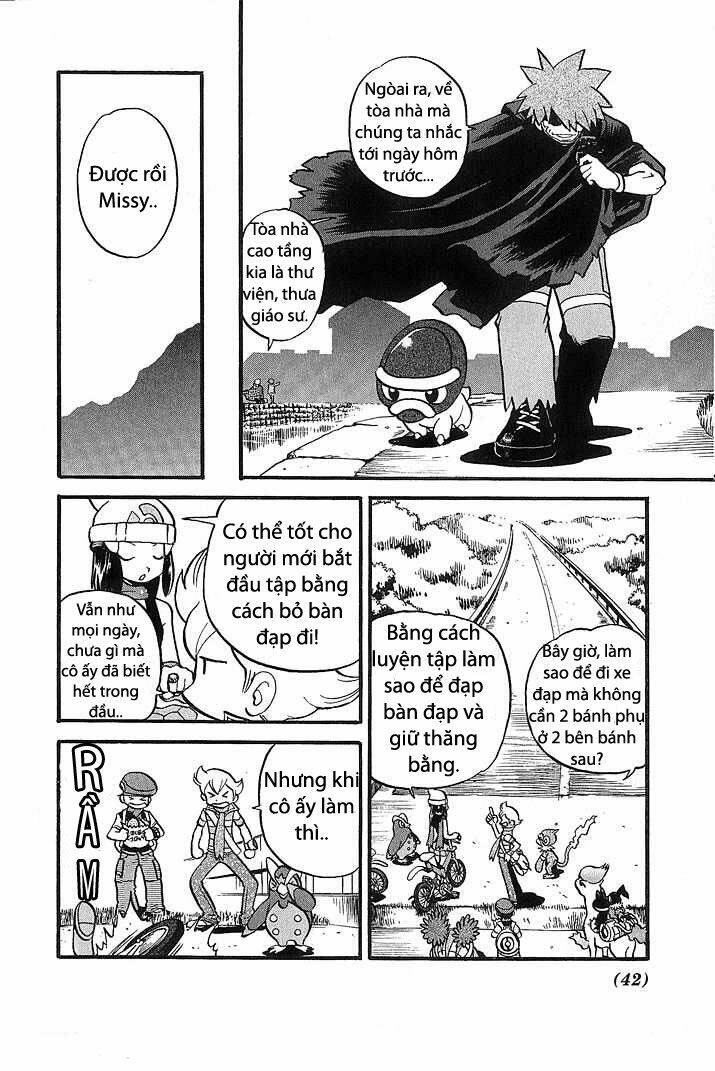 Ngòai ra, về
tòa nhà mà
chúng ta nhắc
tới ngày hôm
trước...
Tòa nhà
cao tầng
kia là thư
viện, thưa
giáo sư.
Được rồi
Missy..
Bây giờ, làm
sao để đi xe
đạp mà không
cần 2 bánh phụ
ở 2 bên bánh
sau?
Bằng cách
luyện tập làm
sao để đạp
bàn đạp và
giữ thăng
bằng.
Có thể tốt cho
người mới bắt
đầu tập bằng
cách bỏ bàn
đạp đi!
Vẫn như
mọi ngày,
chưa gì mà
cô ấy đã biết
hết trong
đầu..
Nhưng khi
cô ấy làm
thì..
RẦM
(42)